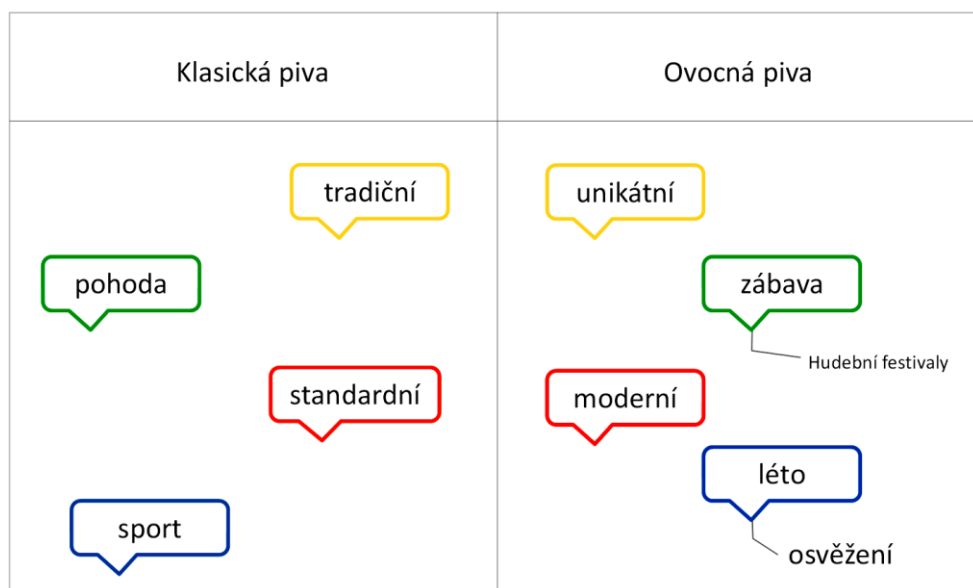 Klasická piva
Ovocná piva
tradiční
pohoda
standardní
sport
unikátní
zábava
Hudební festivaly
moderní
léto
osvěžení